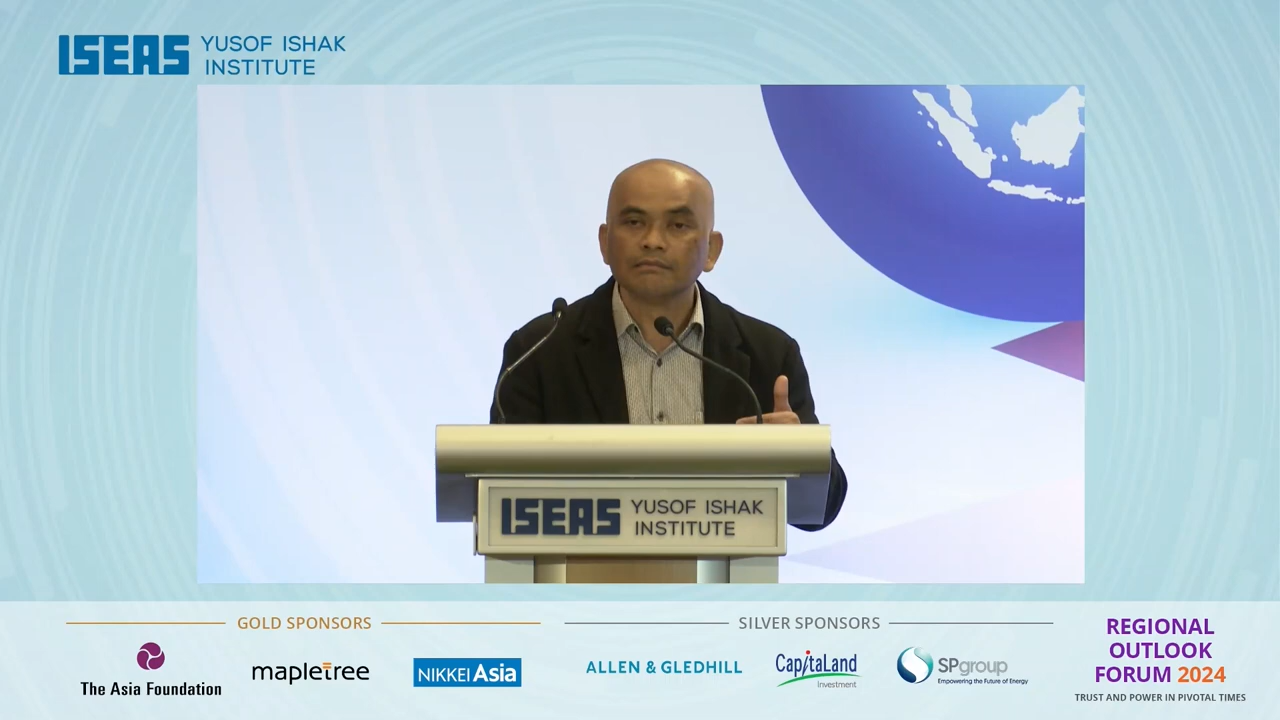 ISEAS YUSOF ISHAK
INSTITUTE
ISEAS YUSOF ISHAK
INSTITUTE
GOLD SPONSORS
The Asia Foundation
mapletree
NIKKEI Asia
SILVER SPONSORS
ALLEN & GLEDHILL
CapitaLand
Investment
SPgroup
Empowering the Future of Energy
REGIONAL
OUTLOOK
FORUM 2024
TRUST AND POWER IN PIVOTAL TIMES